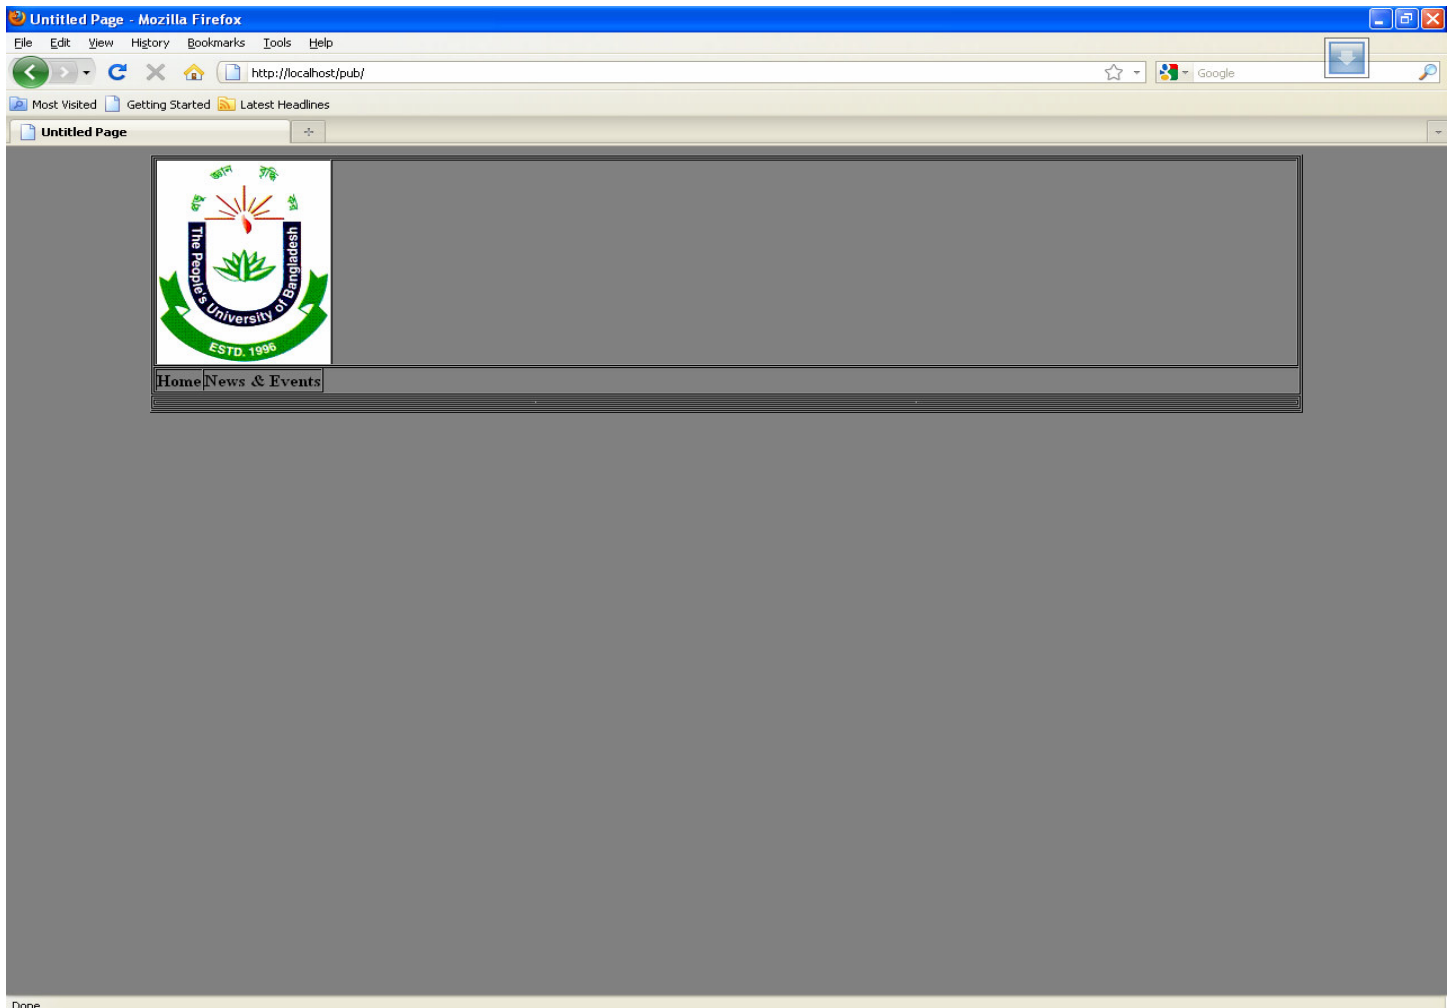 Untitled Page - Mozilla Firefox
File Edit View History Bookmarks Tools Help
http://localhost/pub/
Google
Most Visited Getting Started Latest Headlines
Untitled Page
জ্ঞান বৃদ্ধি
The People's University of Bangladesh
ESTD. 1996
Home News & Events
Done